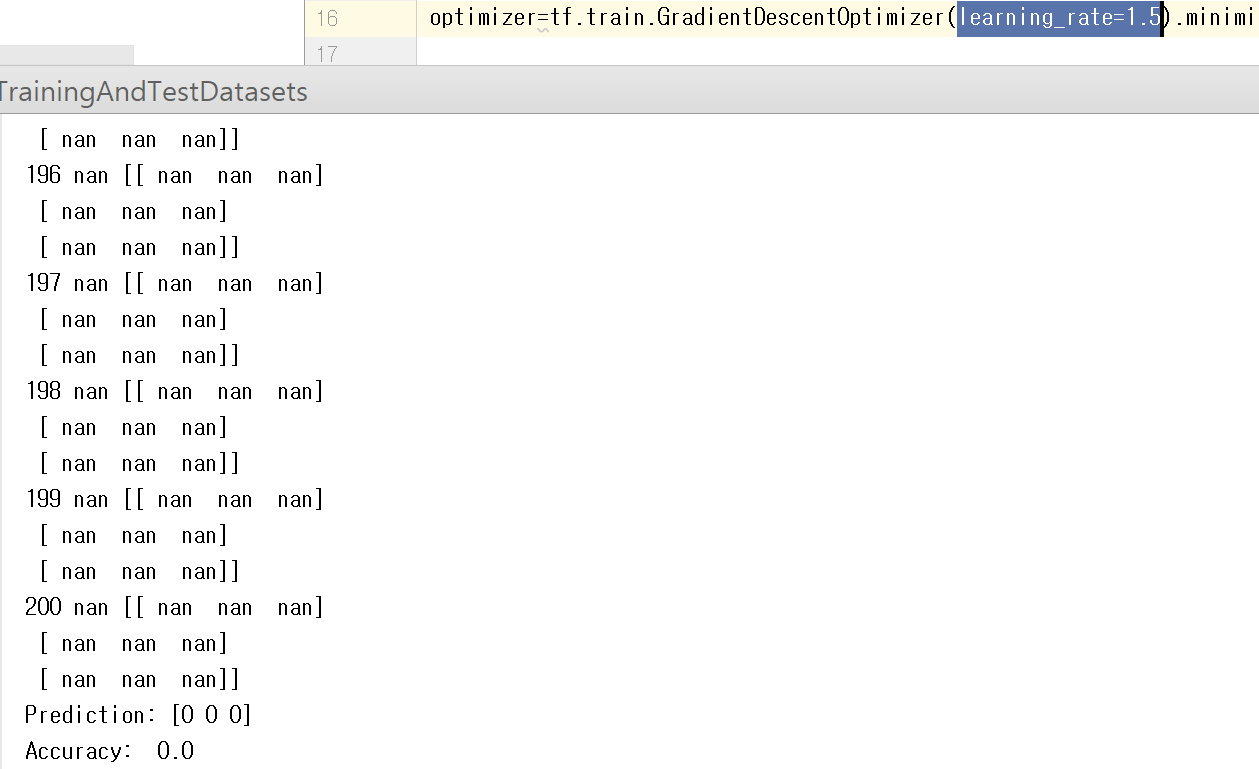 16 optimizer=tf.train.GradientDescentOptimizer(learning_rate=1.5).minimi
17
TrainingAndTestDatasets
[ nan nan nan]]
196 nan [[ nan nan nan]
[ nan nan nan]
[ nan nan nan]]
197 nan [[ nan nan nan]
[ nan nan nan]
[ nan nan nan]]
198 nan [[ nan nan nan]
[ nan nan nan]
[ nan nan nan]]
199 nan [[ nan nan nan]
[ nan nan nan]
[ nan nan nan]]
200 nan [[ nan nan nan]
[ nan nan nan]
[ nan nan nan]]
Prediction: [0 0 0]
Accuracy: 0.0